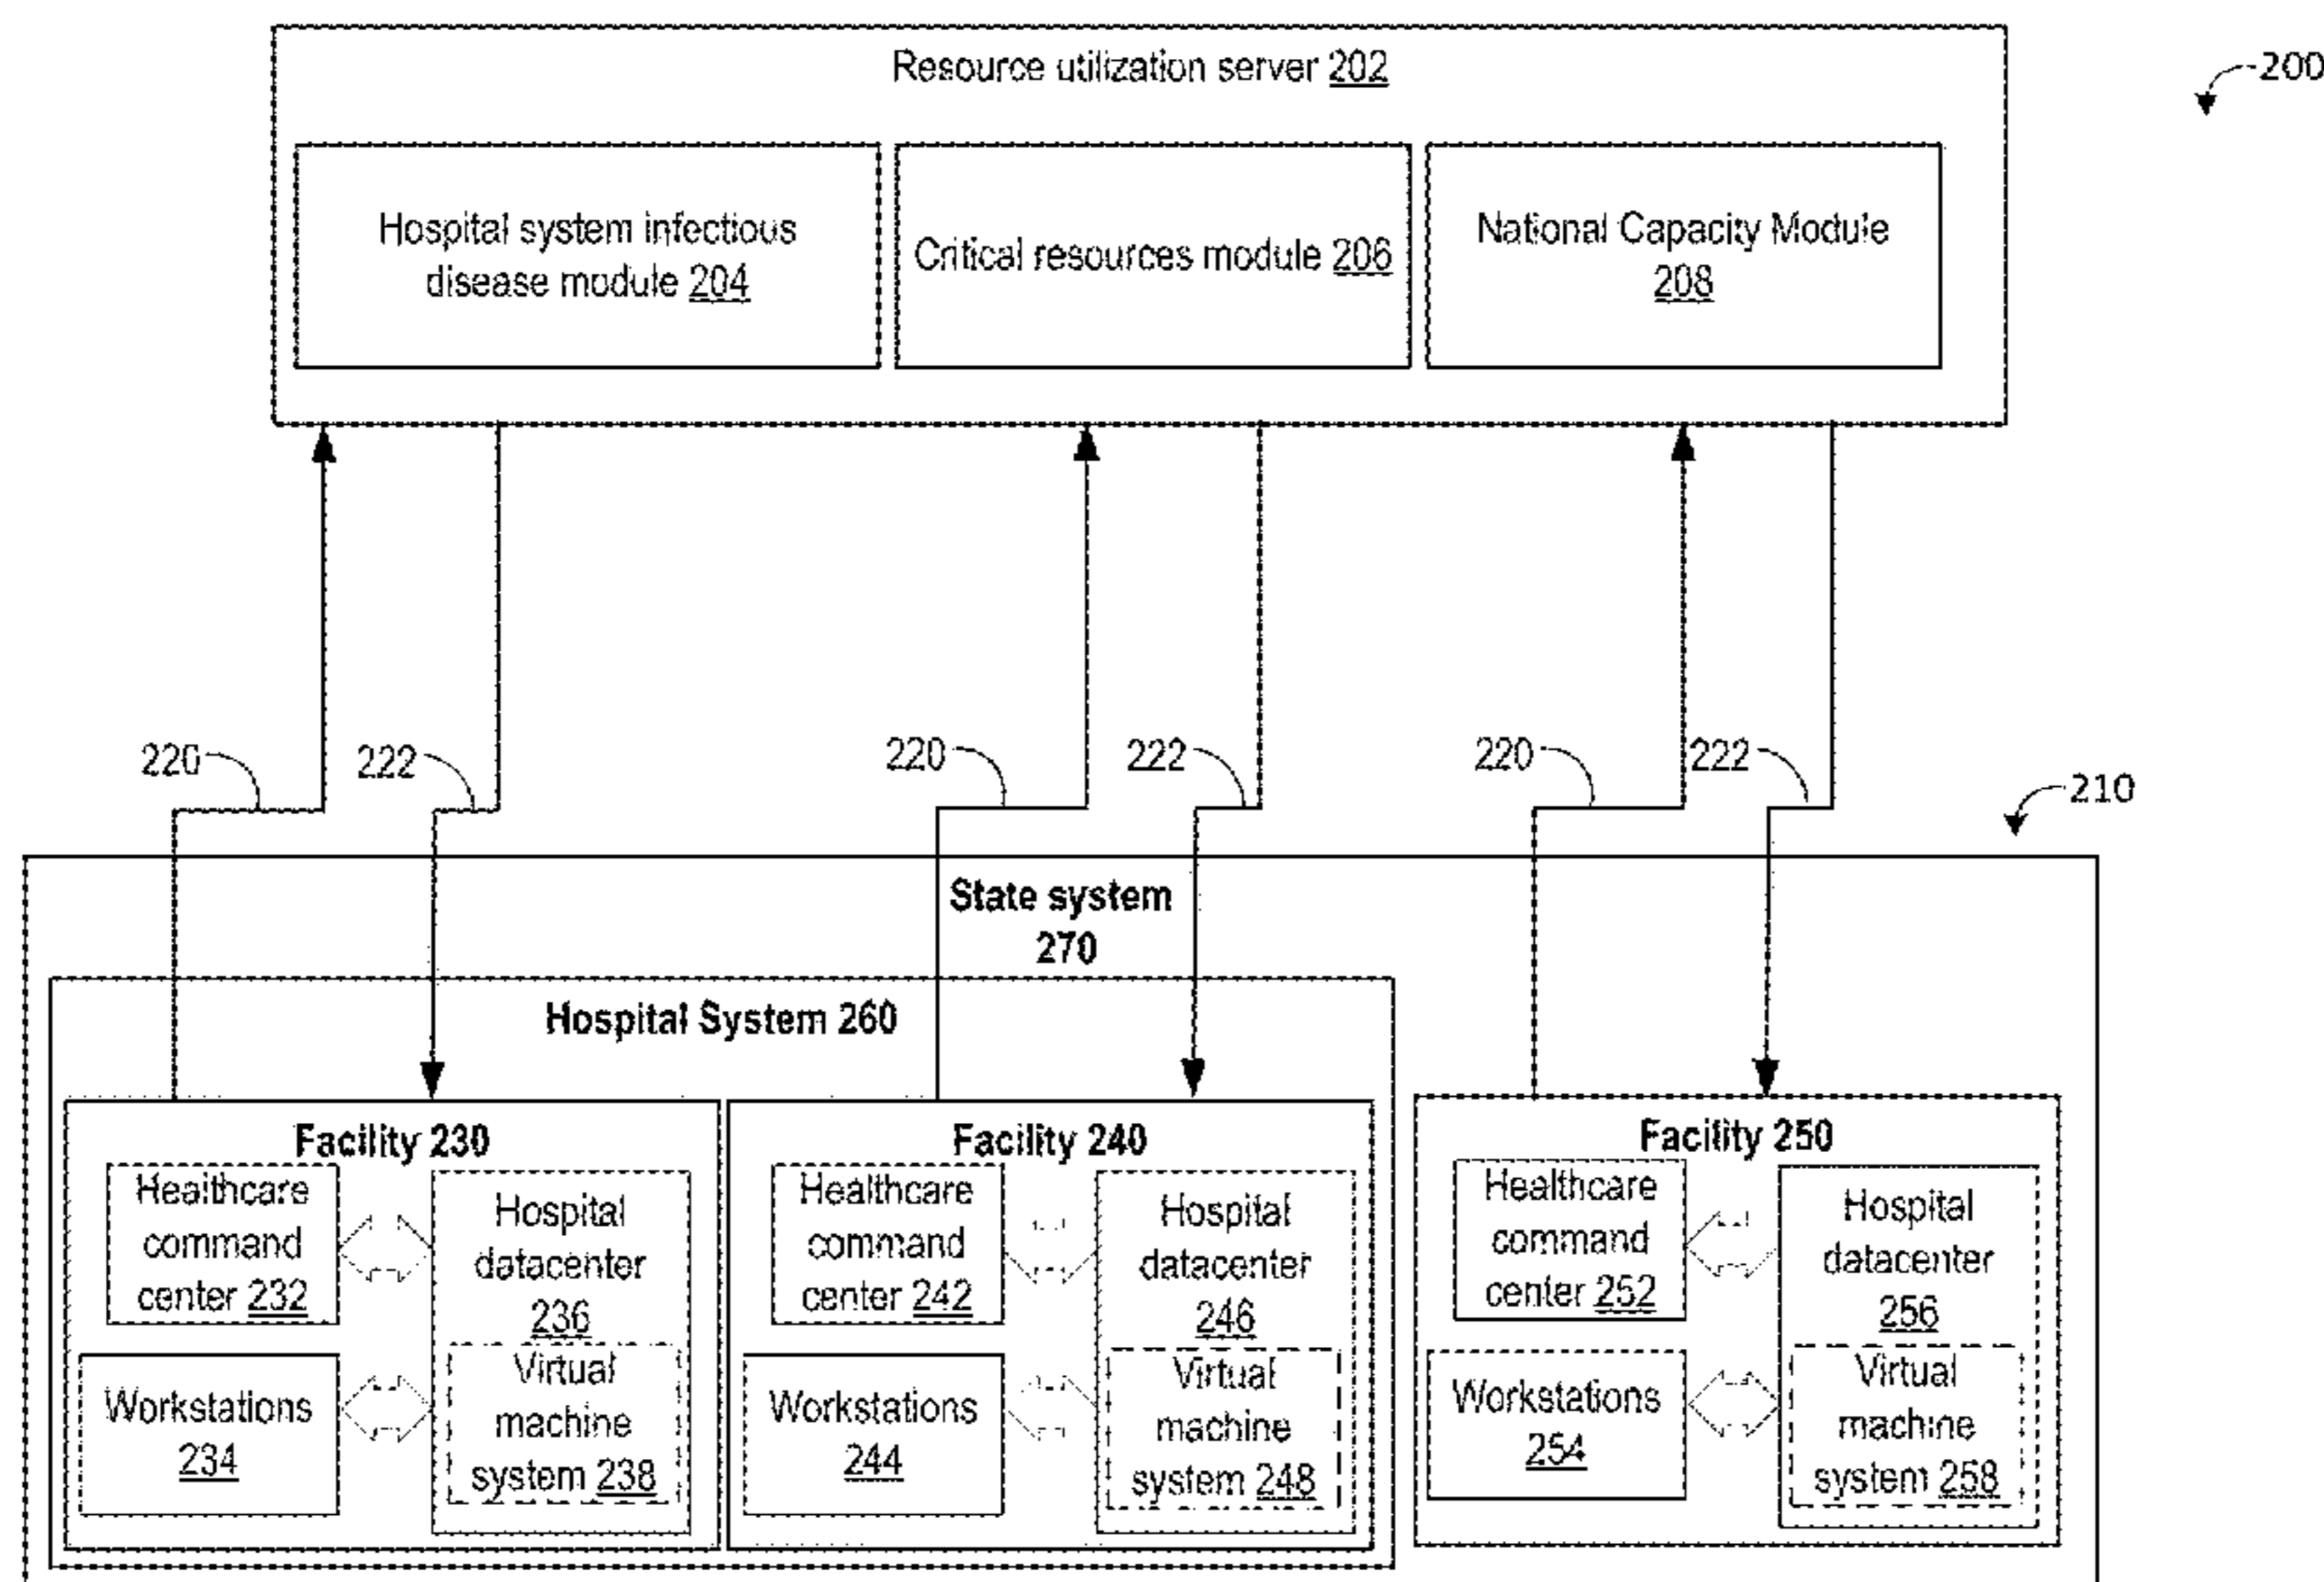 Resource utilization server 202
200
Hospital system infectious
disease module 204
Critical resources module 206
National Capacity Module
208
220
222
220
222
220
222
210
State system
270
Hospital System 260
Facility 230
Healthcare
command
center 232
Hospital
datacenter
236
Workstations
234
Virtual
machine
system 238
Facility 240
Healthcare
command
center 242
Hospital
datacenter
246
Workstations
244
Virtual
machine
system 248
Facility 250
Healthcare
command
center 252
Hospital
datacenter
256
Workstations
254
Virtual
machine
system 258